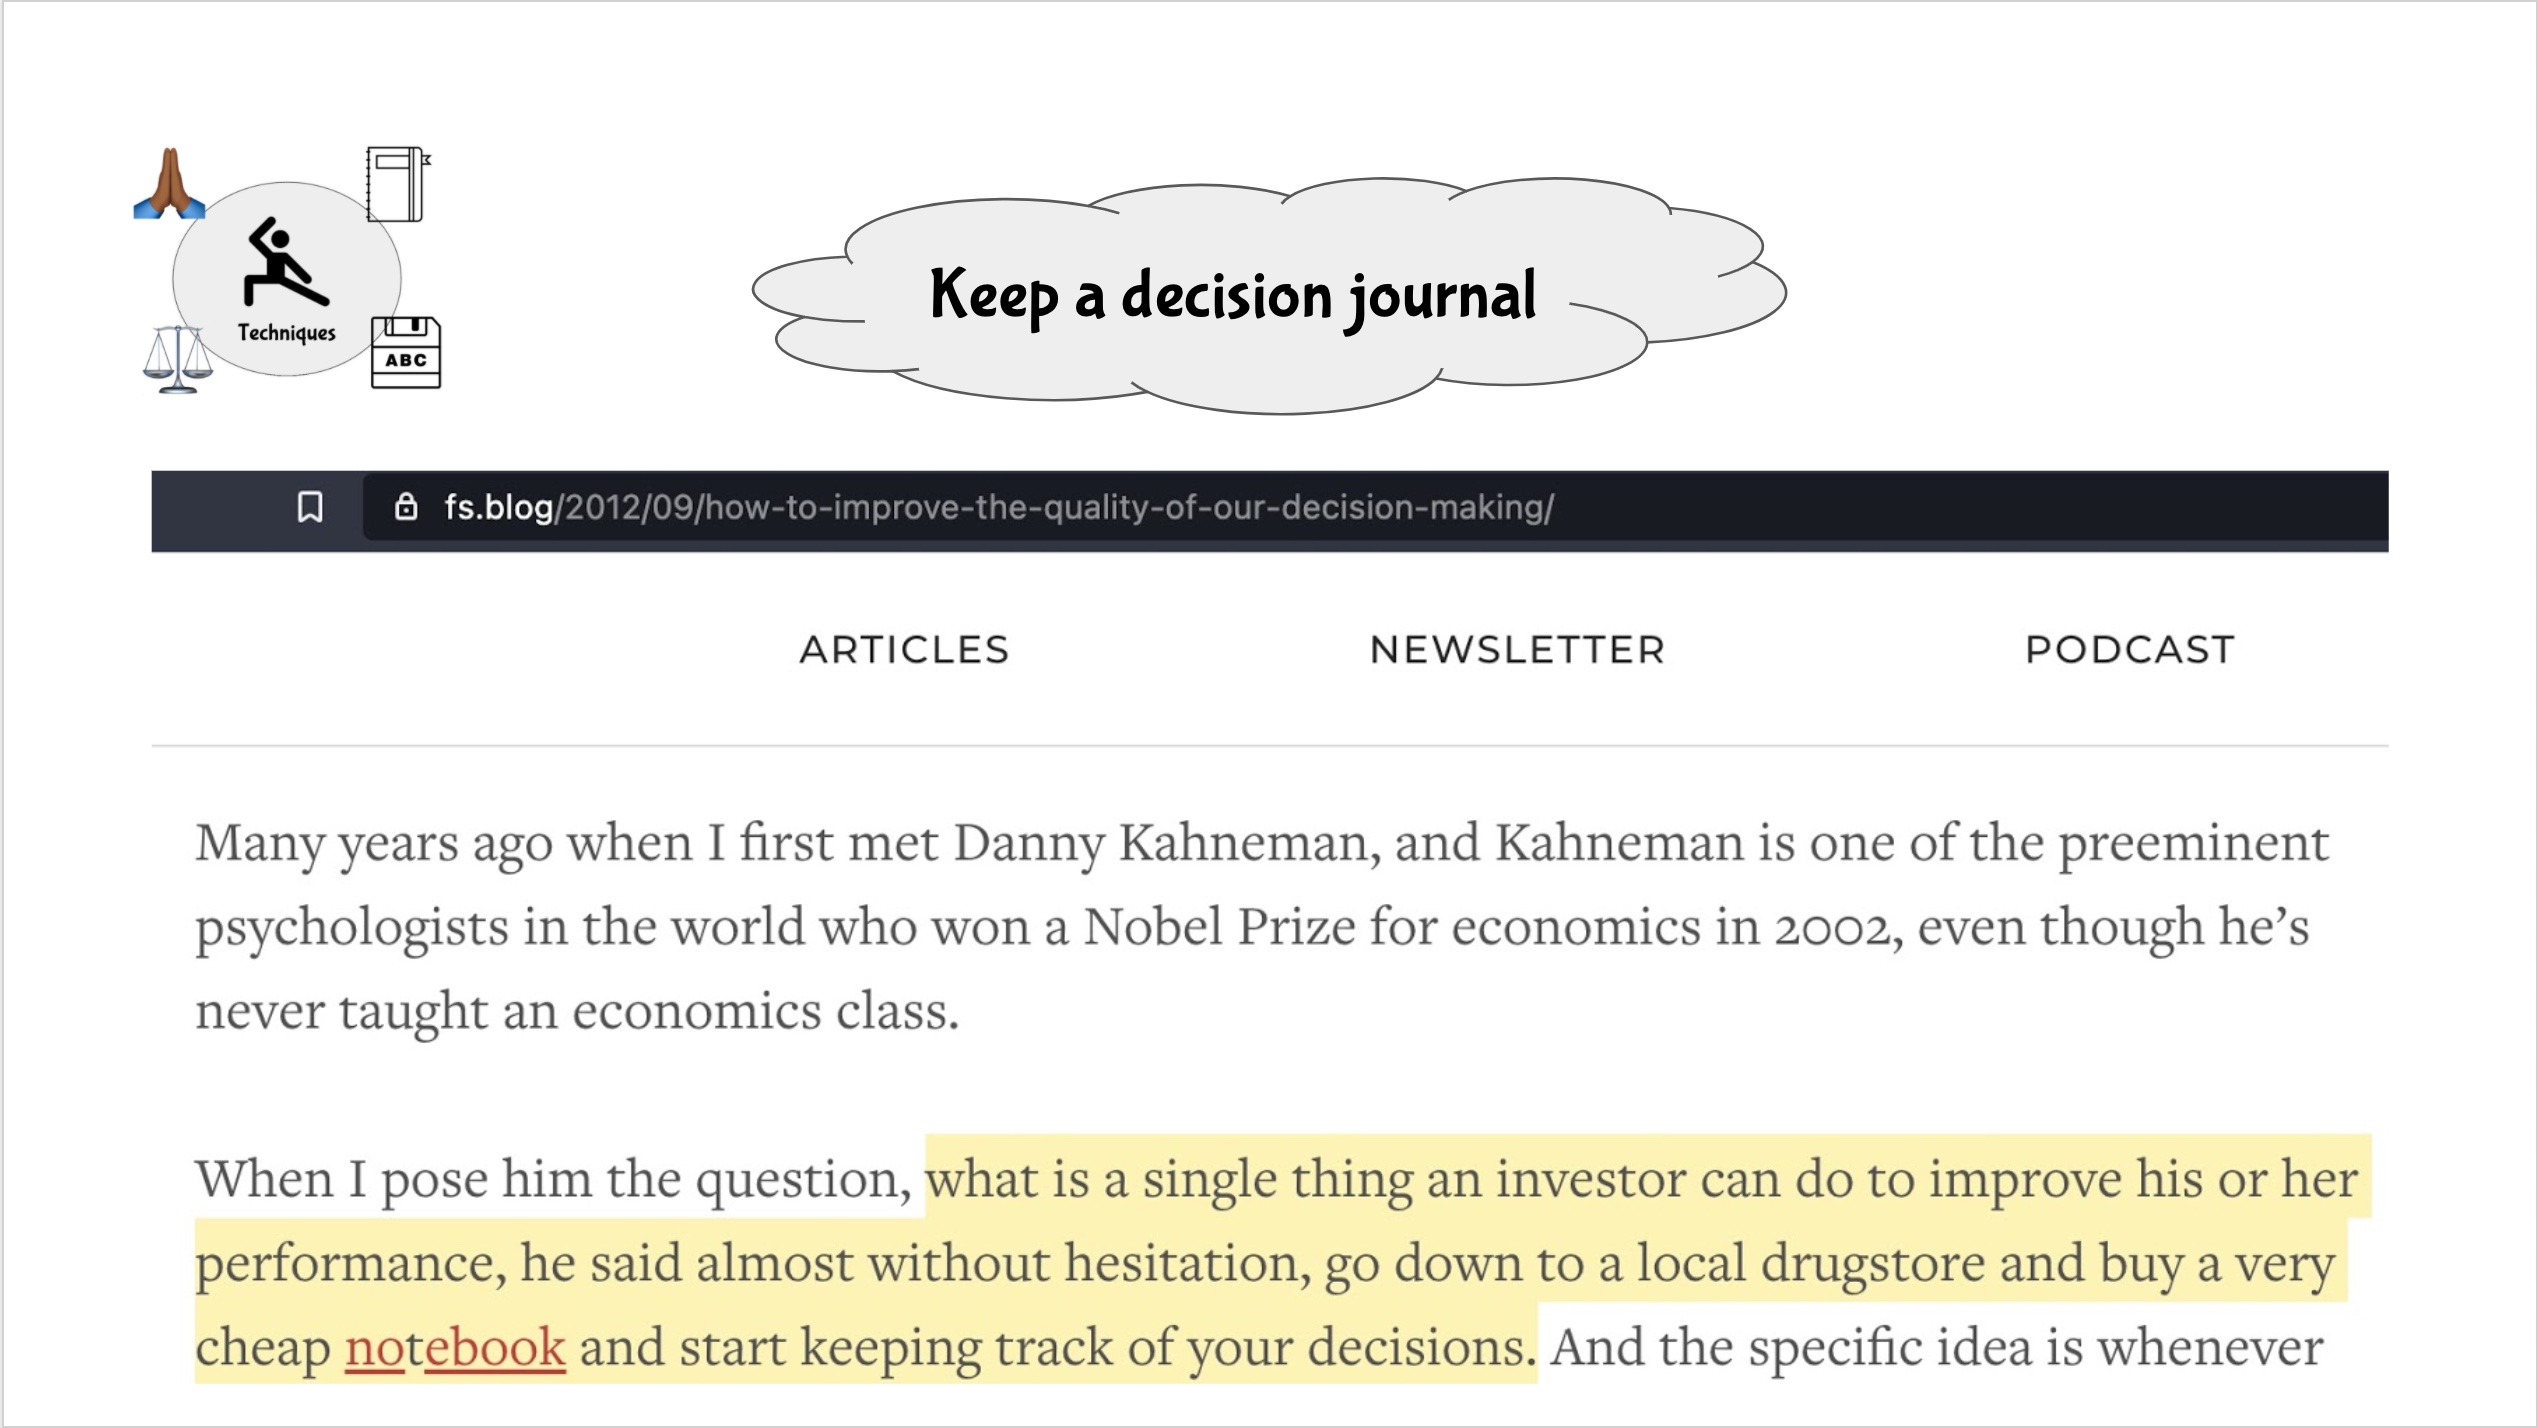 Techniques
ABC
Keep a decision journal
fs.blog/2012/09/how-to-improve-the-quality-of-our-decision-making/
ARTICLES NEWSLETTER PODCAST
Many years ago when I first met Danny Kahneman, and Kahneman is one of the preeminent
psychologists in the world who won a Nobel Prize for economics in 2002, even though he’s
never taught an economics class.
When I pose him the question, what is a single thing an investor can do to improve his or her
performance, he said almost without hesitation, go down to a local drugstore and buy a very
cheap notebook and start keeping track of your decisions. And the specific idea is whenever